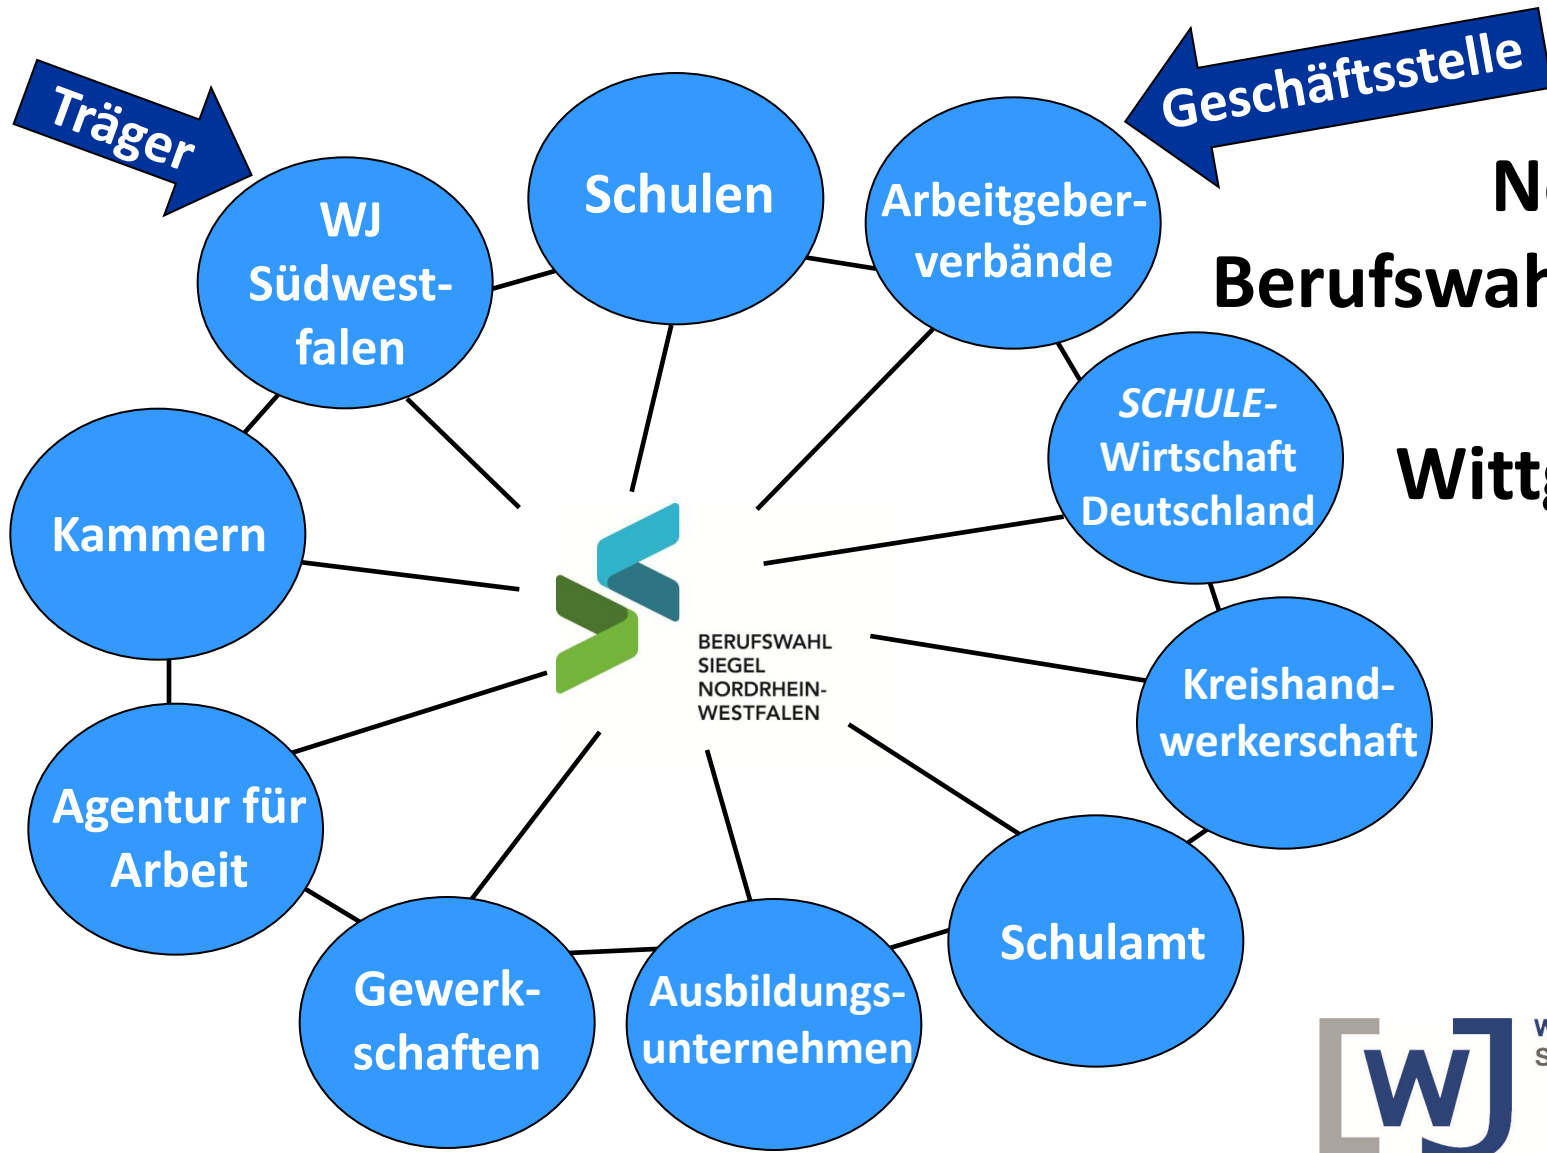 Träger
Geschäftsstelle
WJ
Südwest-
falen
Schulen
Arbeitgeber-
verbände
SCHULE-
Wirtschaft
Deutschland
Kammern
BERUFSWAHL
SIEGEL
NORDRHEIN-
WESTFALEN
Kreishand-
werkerschaft
Agentur für
Arbeit
Schulamt
Gewerk-
schaften
Ausbildungs-
unternehmen
WJ